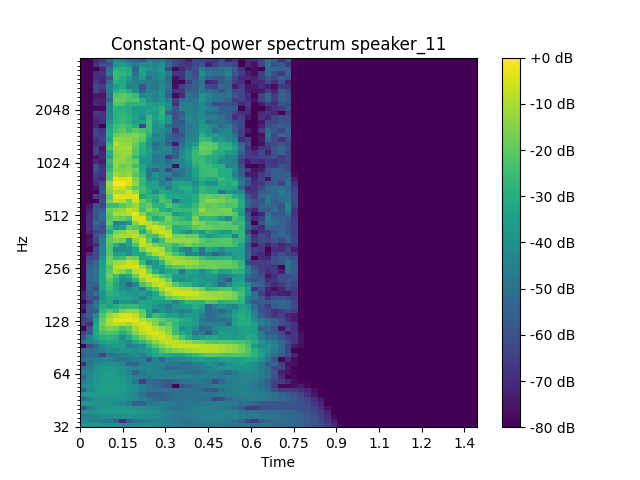 Constant-Q power spectrum speaker_11
+0 dB
-10 dB
-20 dB
-30 dB
-40 dB
-50 dB
-60 dB
-70 dB
-80 dB
2048
1024
512
256
128
64
32
Hz
0 0.15 0.3 0.45 0.6 0.75 0.9 1.1 1.2 1.4
Time